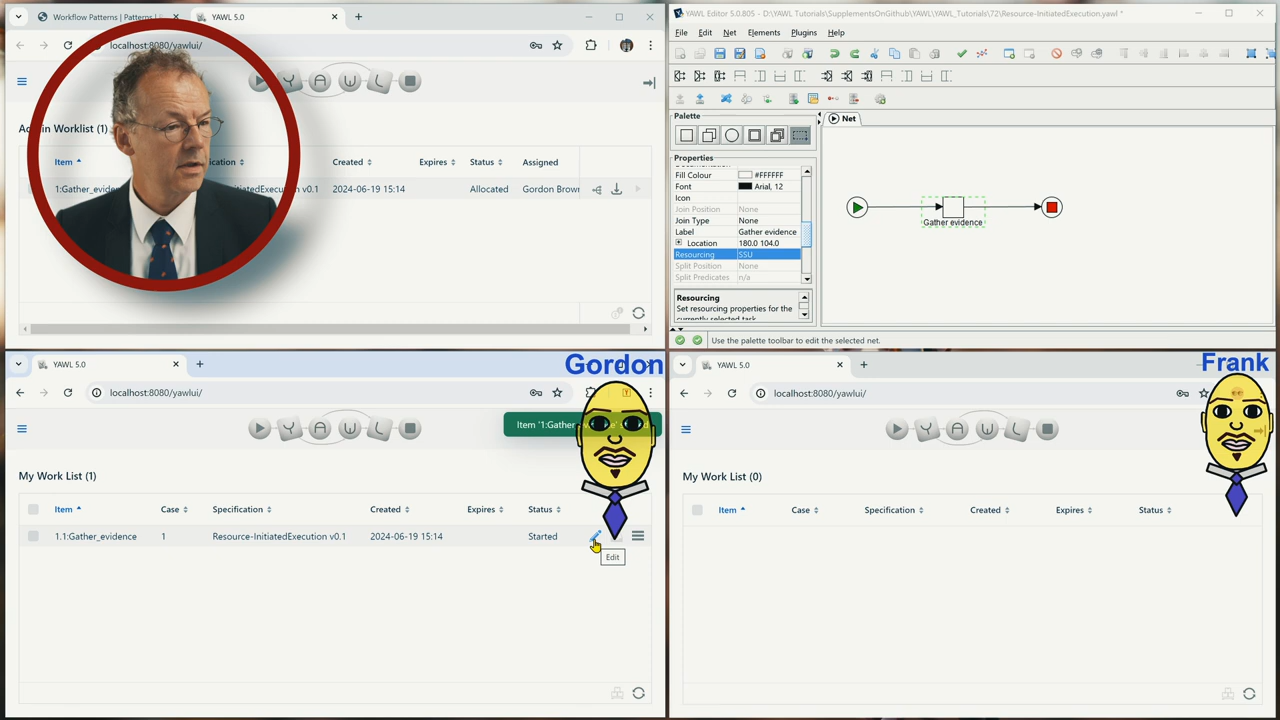 Workflow Patterns | Patterns |
YAWL 5.0
localhost:8080/yawlui/
Y A W L
Worklist (1)
Item
Created
Expires
Status
Assigned
1:Gather_eviden
itiatedExecution v0.1
2024-06-19 15:14
Allocated
Gordon Brown
YAWL Editor 5.0.805 - D:\YAWL Tutorials\SupplementsOnGithub\YAWL\YAWL_Tutorials\72\Resource-InitiatedExecution.yawl *
File Edit Net Elements Plugins Help
Palette
Net
Properties
Fill Colour #FFFFFF
Font Arial, 12
Icon
Join Position None
Join Type None
Label Gather evidence
Location 180.0 104.0
Resourcing SSU
Split Position None
Split Predicates n/a
Resourcing
Set resourcing properties for the
currently selected task
Gather evidence
Use the palette toolbar to edit the selected net.
YAWL 5.0
Gordon
localhost:8080/yawlui/
Y A W L
Item '1:Gather
My Work List (1)
Item Case Specification Created Expires Status
1.1:Gather_evidence 1 Resource-InitiatedExecution v0.1 2024-06-19 15:14 Started
Edit
YAWL 5.0
Frank
localhost:8080/yawlui/
Y A W L
My Work List (0)
Item Case Specification Created Expires Status